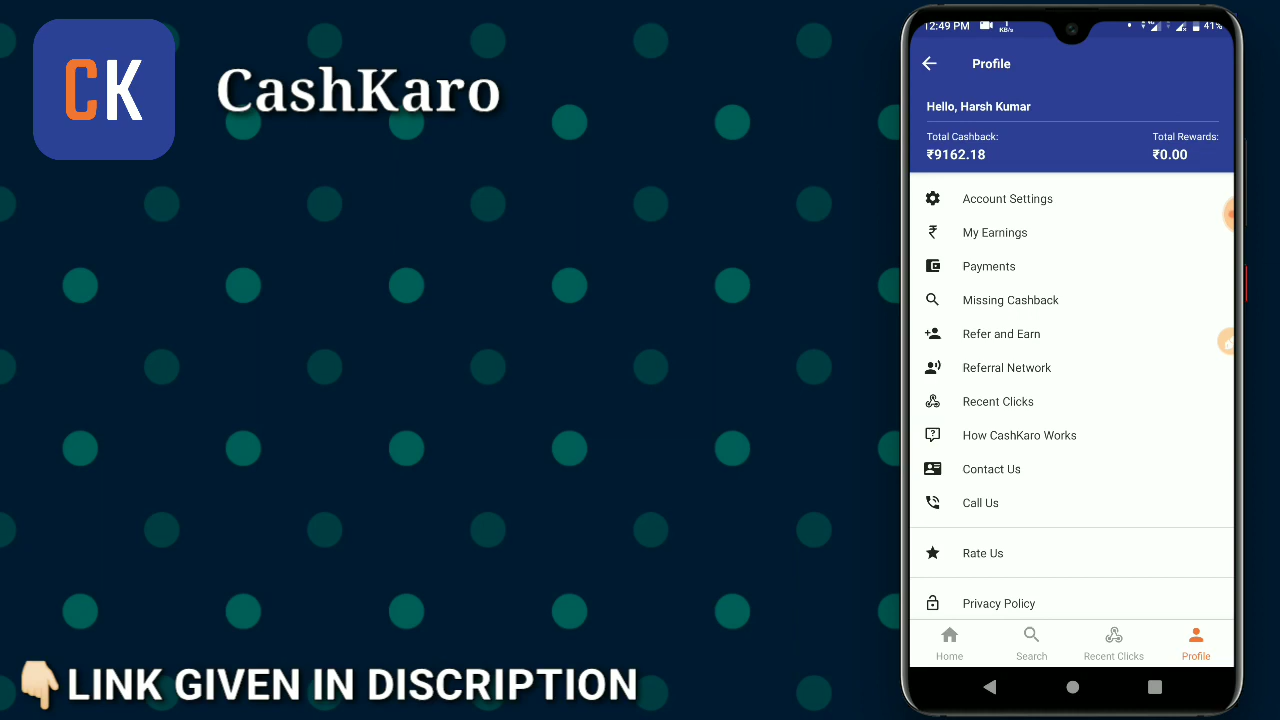 CK
CashKaro
LINK GIVEN IN DISCRIPTION
12:49 PM
KB/s
41%
Profile
Hello, Harsh Kumar
Total Cashback:
Total Rewards:
₹9162.18
₹0.00
Account Settings
My Earnings
Payments
Missing Cashback
Refer and Earn
Referral Network
Recent Clicks
How CashKaro Works
Contact Us
Call Us
Rate Us
Privacy Policy
Home
Search
Recent Clicks
Profile